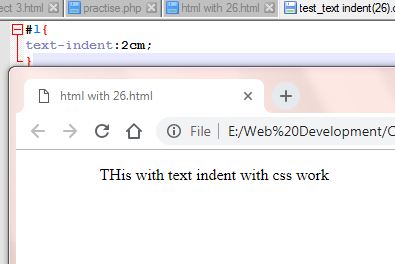 ect 3.html practise.php html with 26.html test_text indent(26).c
#1{
text-indent:2cm;
}
html with 26.html
File E:/Web%20Development/C
THis with text indent with css work